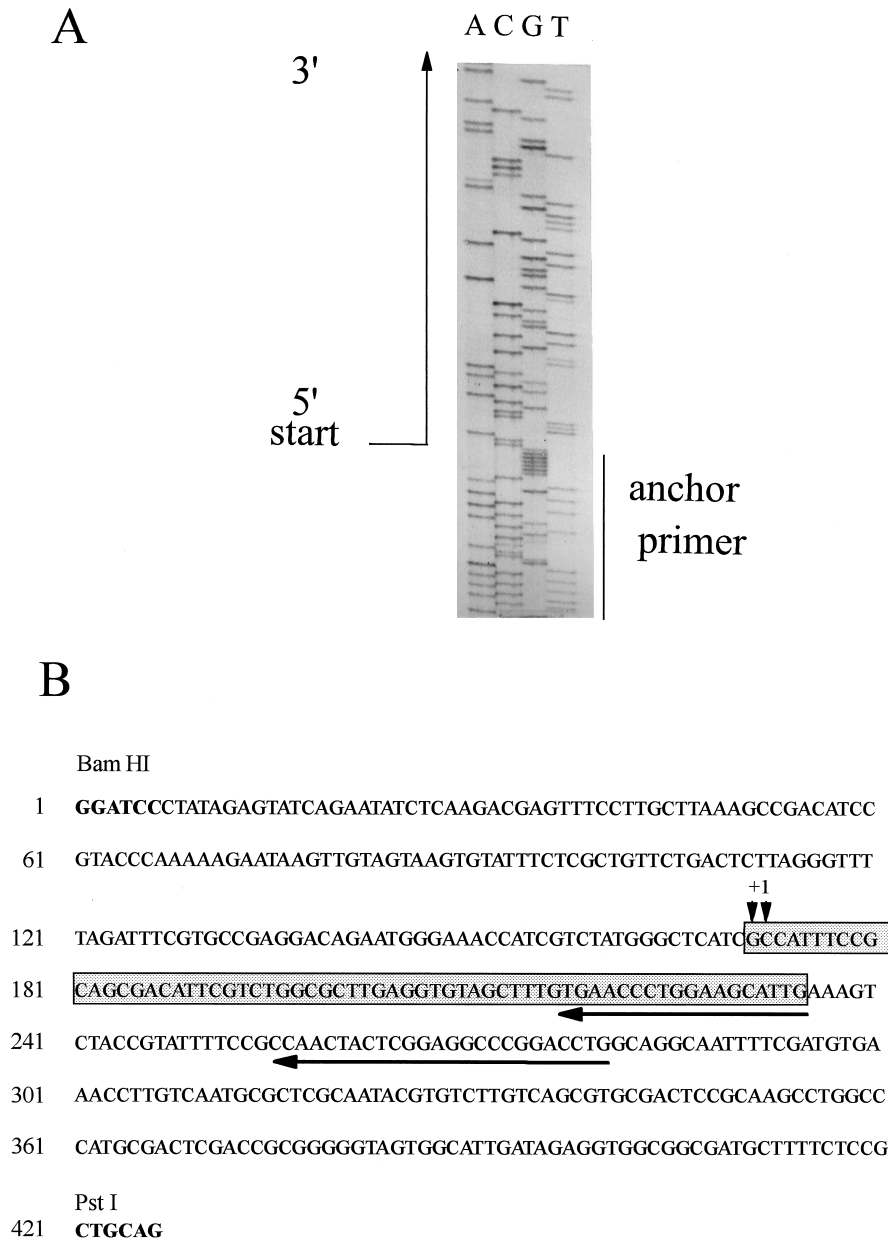 A
A C G T
3'
5'
start
anchor
primer
B
Bam HI
1 GGATCCCTATAGAGTATCAGAATATCTCAAGACGAGTTTCCTTGCTTAAAGCCGACATCC
61 GTACCCAAAAAGAATAAGTTGTAGTAAGTGTATTTCTCGCTGTTCTGACTCTTAGGGTTT
+1
121 TAGATTTCGTGCCGAGGACAGAATGGGAAACCATCGTCTATGGGCTCATCGCCATTTCCG
181 CAGCGACATTCGTCTGGCGCTTGAGGTGTAGCTTTGTGAACCCTGGAAGCATTGAAAGT
241 CTACCGTATTTTCCGCCAACTACTCGGAGGCCCGGACCTGGCAGGCAATTTTCGATGTGA
301 AACCTTGTCAATGCGCTCGCAATACGTGTCTTGTCAGCGTGCGACTCCGCAAGCCTGGCC
361 CATGCGACTCGACCGCGGGGGTAGTGGCATTGATAGAGGTGGCGGCGATGCTTTTCTCCG
Pst I
421 CTGCAG